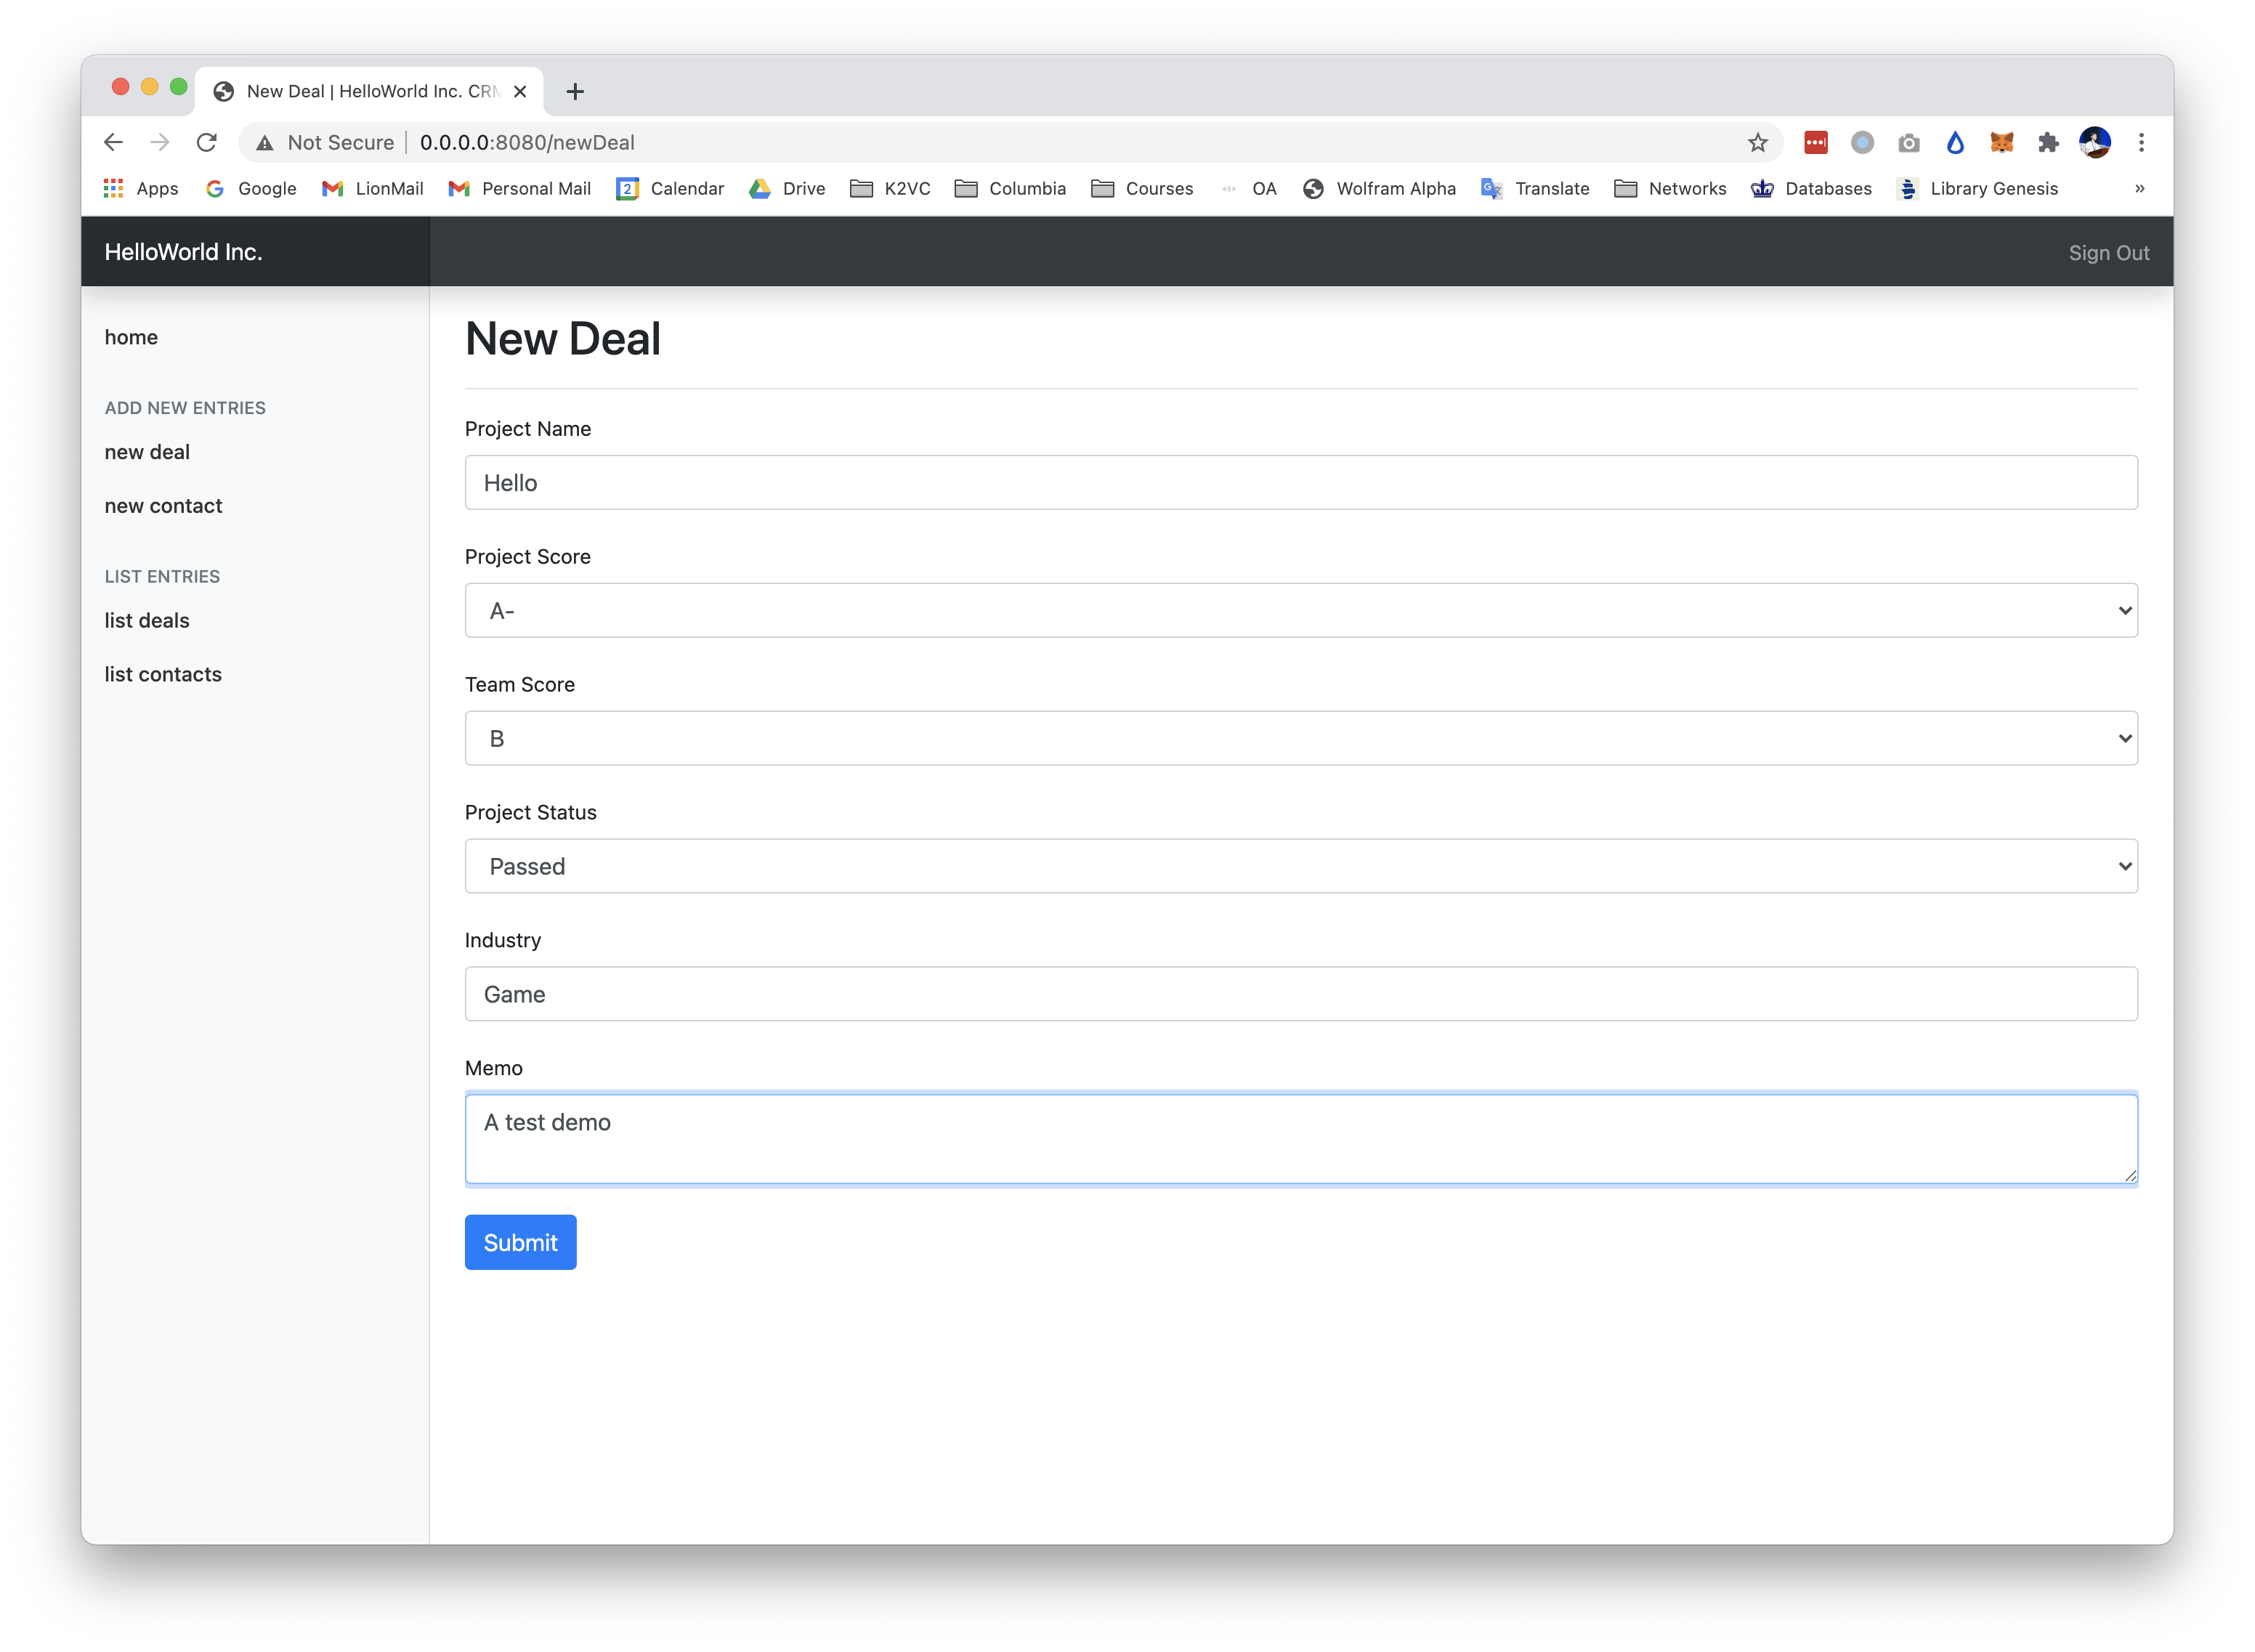 New Deal | HelloWorld Inc. CRM
Not Secure 0.0.0.0:8080/newDeal
Apps Google LionMail Personal Mail 2 Calendar Drive K2VC Columbia Courses OA Wolfram Alpha Translate Networks Databases Library Genesis »
HelloWorld Inc. Sign Out
home
ADD NEW ENTRIES
new deal
new contact
LIST ENTRIES
list deals
list contacts
New Deal
Project Name
Hello
Project Score
A-
Team Score
B
Project Status
Passed
Industry
Game
Memo
A test demo
Submit